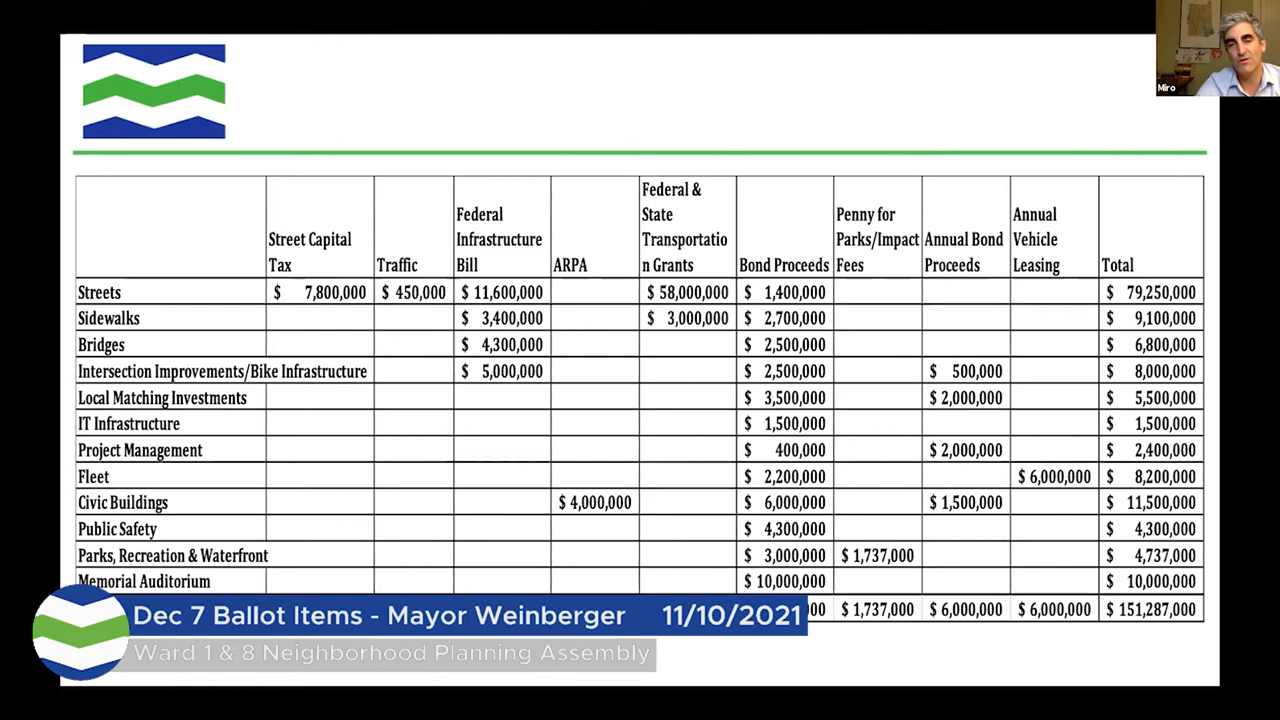 Miro
Federal &
State
Transportatio
n Grants
Federal
Infrastructure
Bill
Penny for
Parks/Impact
Fees
Annual
Vehicle
Leasing
Street Capital
Tax
Traffic
ARPA
Bond Proceeds
Annual Bond
Proceeds
Total
Streets $ 7,800,000 $ 450,000 $ 11,600,000 $ 58,000,000 $ 1,400,000 $ 79,250,000
Sidewalks $ 3,400,000 $ 3,000,000 $ 2,700,000 $ 9,100,000
Bridges $ 4,300,000 $ 2,500,000 $ 6,800,000
Intersection Improvements/Bike Infrastructure $ 5,000,000 $ 2,500,000 $ 500,000 $ 8,000,000
Local Matching Investments $ 3,500,000 $ 2,000,000 $ 5,500,000
IT Infrastructure $ 1,500,000 $ 1,500,000
Project Management $ 400,000 $ 2,000,000 $ 2,400,000
Fleet $ 2,200,000 $ 6,000,000 $ 8,200,000
Civic Buildings $ 4,000,000 $ 6,000,000 $ 1,500,000 $ 11,500,000
Public Safety $ 4,300,000 $ 4,300,000
Parks, Recreation & Waterfront $ 3,000,000 $ 1,737,000 $ 4,737,000
Memorial Auditorium $ 10,000,000 $ 10,000,000
$ 1,737,000 $ 6,000,000 $ 6,000,000 $ 151,287,000
Dec 7 Ballot Items - Mayor Weinberger 11/10/2021
Ward 1 & 8 Neighborhood Planning Assembly